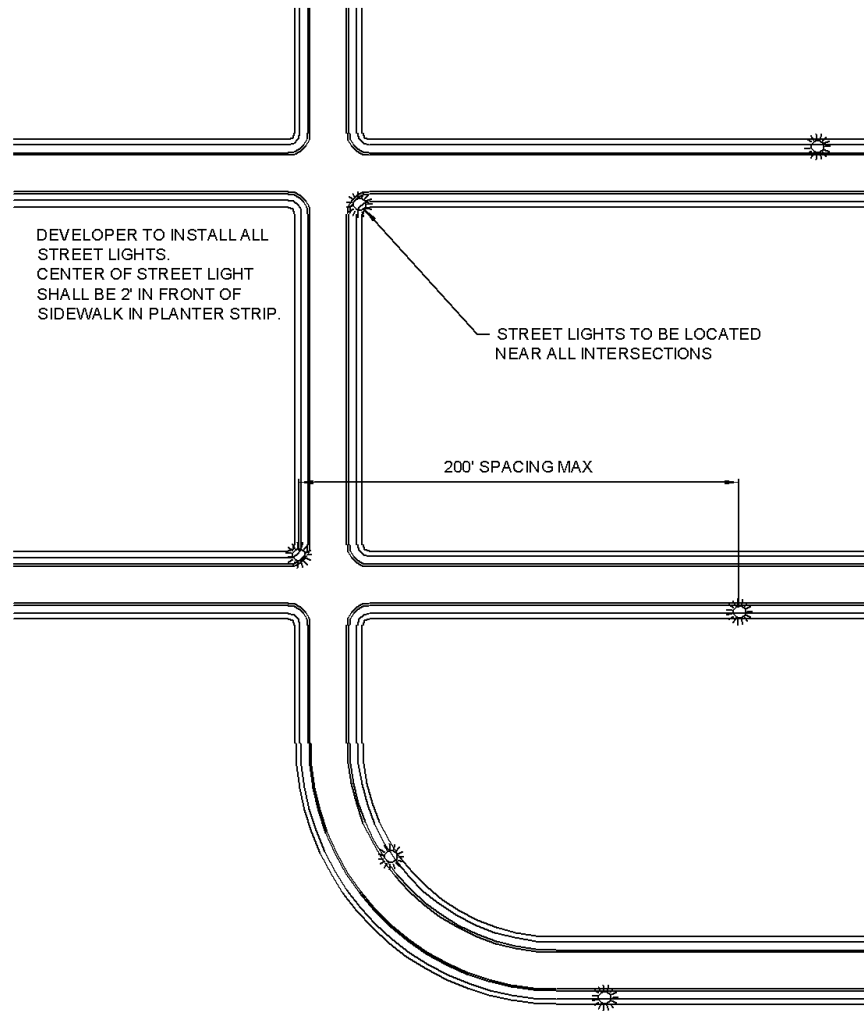 DEVELOPER TO INSTALL ALL
STREET LIGHTS.
CENTER OF STREET LIGHT
SHALL BE 2' IN FRONT OF
SIDEWALK IN PLANTER STRIP.
STREET LIGHTS TO BE LOCATED
NEAR ALL INTERSECTIONS
200' SPACING MAX